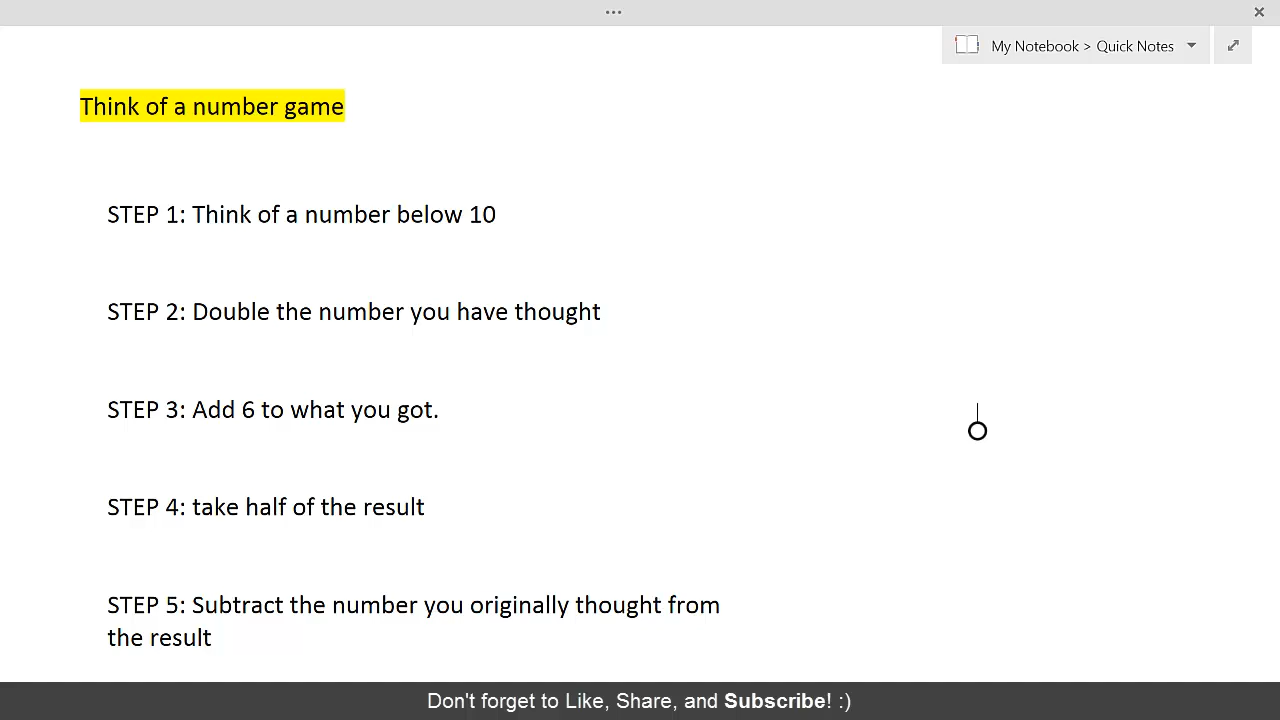 ...
My Notebook > Quick Notes
Think of a number game
STEP 1: Think of a number below 10
STEP 2: Double the number you have thought
STEP 3: Add 6 to what you got.
STEP 4: take half of the result
STEP 5: Subtract the number you originally thought from
the result
Don't forget to Like, Share, and Subscribe! :)